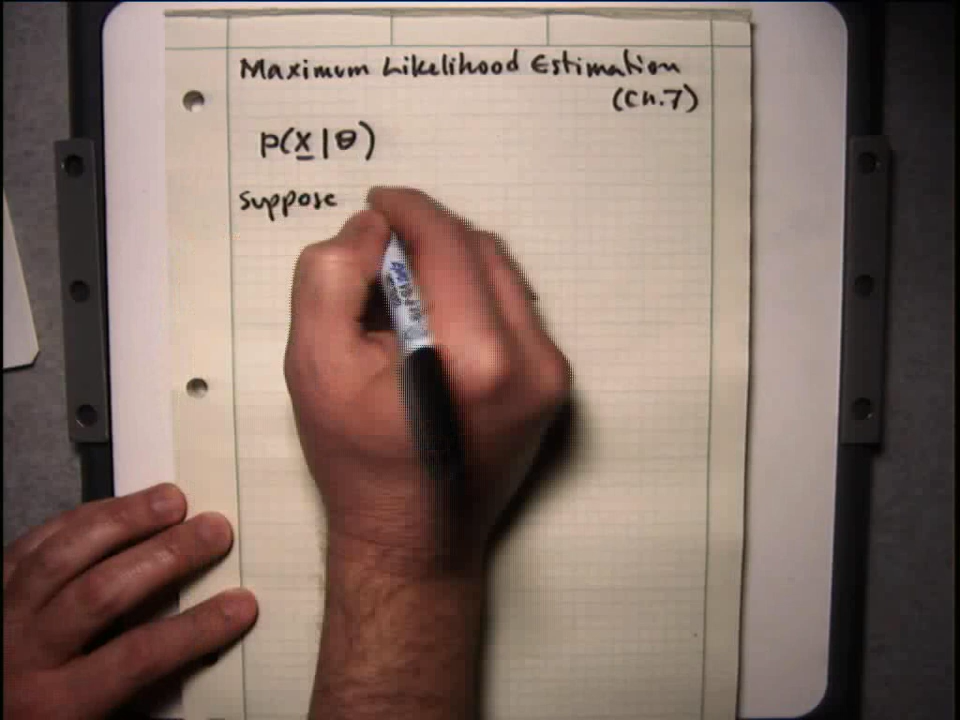 Maximum Likelihood Estimation
(Ch.7)
p(x|θ)
Suppose